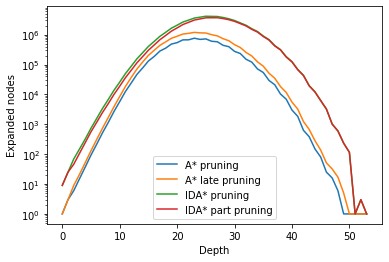 10⁶
10⁵
10⁴
10³
10²
10¹
10⁰
Expanded nodes
A* pruning
A* late pruning
IDA* pruning
IDA* part pruning
0 10 20 30 40 50
Depth